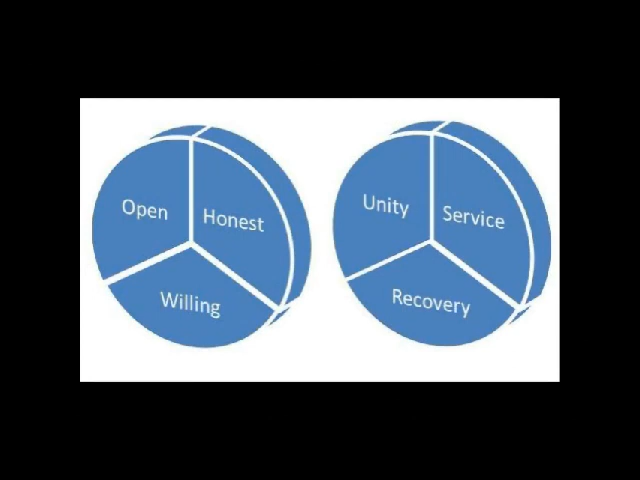 Open
Honest
Willing
Unity
Service
Recovery